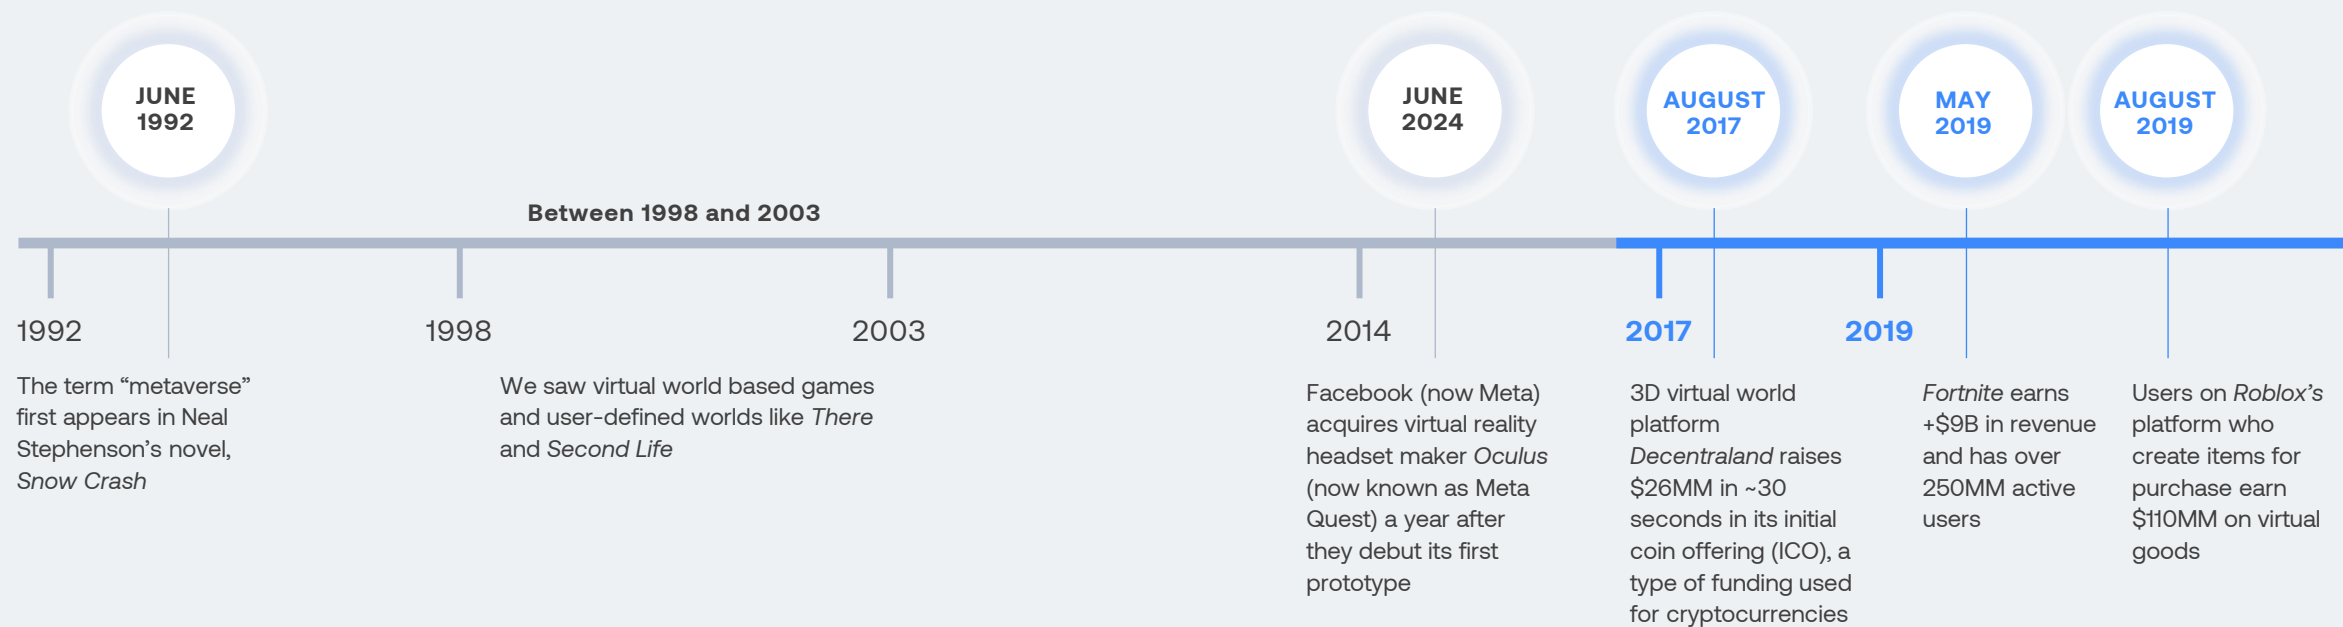 JUNE
1992
JUNE
2024
AUGUST
2017
MAY
2019
AUGUST
2019
Between 1998 and 2003
1992
1998
2003
2014
2017
2019
The term “metaverse”
first appears in Neal
Stephenson’s novel,
Snow Crash
We saw virtual world based games
and user-defined worlds like There
and Second Life
Facebook (now Meta)
acquires virtual reality
headset maker Oculus
(now known as Meta
Quest) a year after
they debut its first
prototype
3D virtual world
platform
Decentraland raises
$26MM in ~30
seconds in its initial
coin offering (ICO), a
type of funding used
for cryptocurrencies
Fortnite earns
+$9B in revenue
and has over
250MM active
users
Users on Roblox’s
platform who
create items for
purchase earn
$110MM on virtual
goods